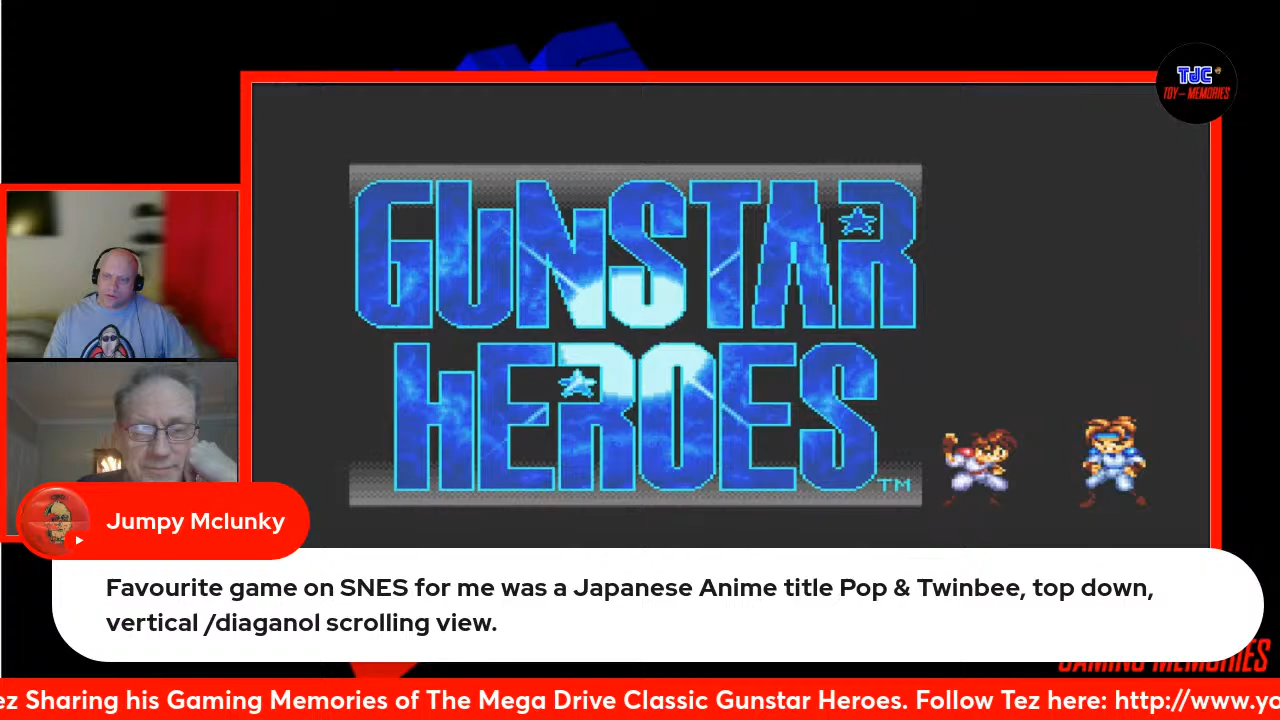 TJC
TOY - MEMORIES
GUNSTAR
HEROES
TM
Jumpy Mclunky
Favourite game on SNES for me was a Japanese Anime title Pop & Twinbee, top down,
vertical /diaganol scrolling view.
GAMING MEMORIES
ez Sharing his Gaming Memories of The Mega Drive Classic Gunstar Heroes. Follow Tez here: http://www.yo